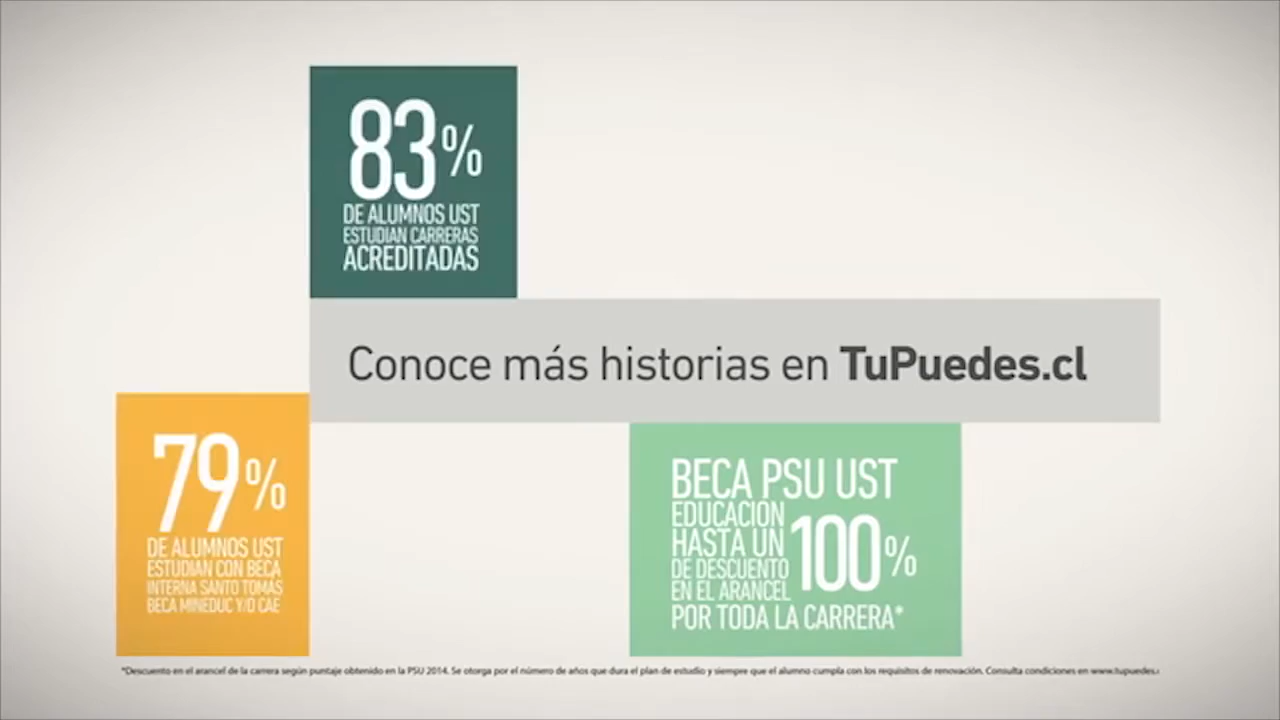 83%
DE ALUMNOS UST
ESTUDIAN CARRERAS
ACREDITADAS
Conoce más historias en TuPuedes.cl
79%
DE ALUMNOS UST
ESTUDIAN CON BECA
INTERNA SANTO TOMÁS
BECA MINEDUC Y/O CAE
BECA PSU UST
EDUCACION
HASTA UN 100%
DE DESCUENTO
EN EL ARANCEL
POR TODA LA CARRERA*
*Descuento en el arancel de la carrera según puntaje obtenido en la PSU 2014. Se otorga por el número de años que dura el plan de estudio y siempre que el alumno cumpla con los requisitos de renovación. Consulta condiciones en www.tupuedes.